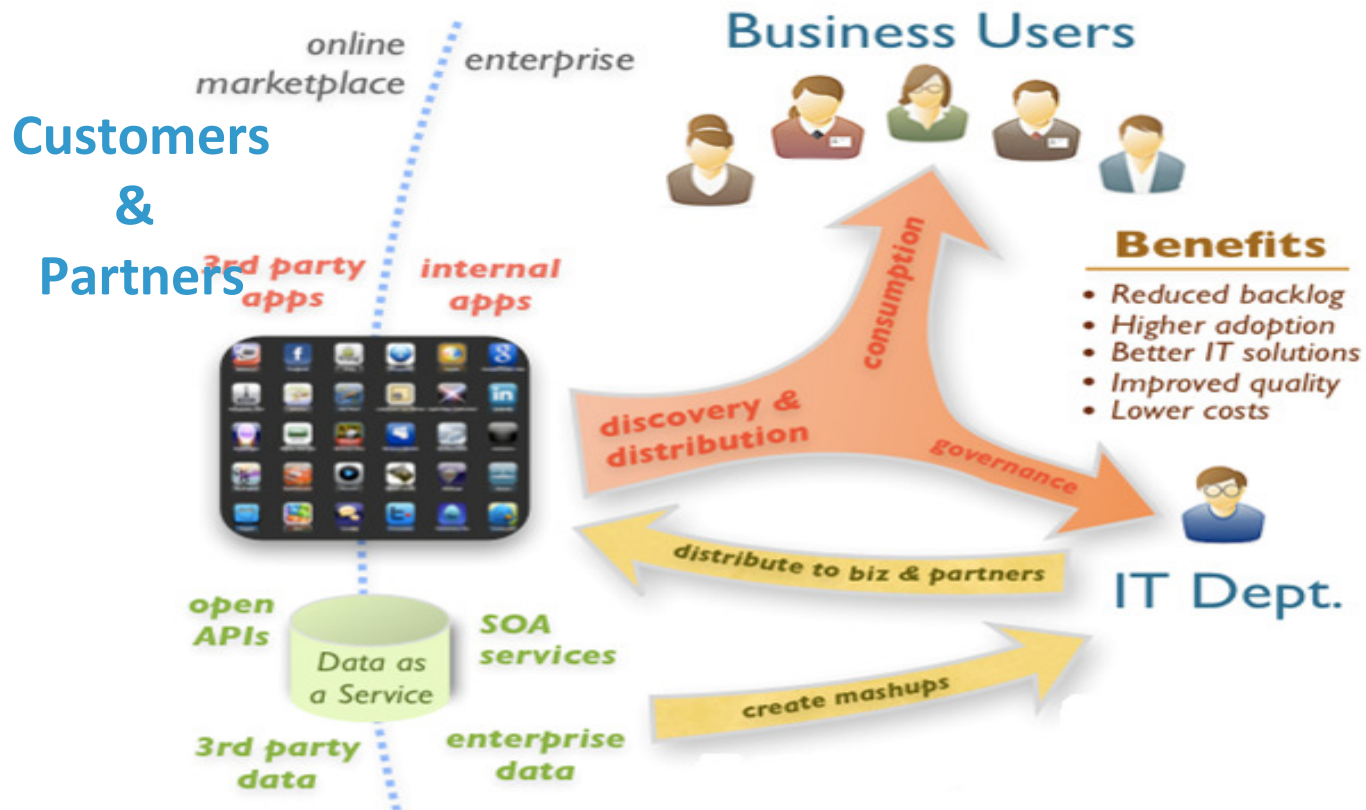 online
marketplace
enterprise
Business Users
Customers
&
Partners
3rd party
apps
internal
apps
consumption
Benefits
• Reduced backlog
• Higher adoption
• Better IT solutions
• Improved quality
• Lower costs
discovery &
distribution
governance
in
distribute to biz & partners
IT Dept.
open
APIs
SOA
services
Data as
a Service
create mashups
3rd party
data
enterprise
data